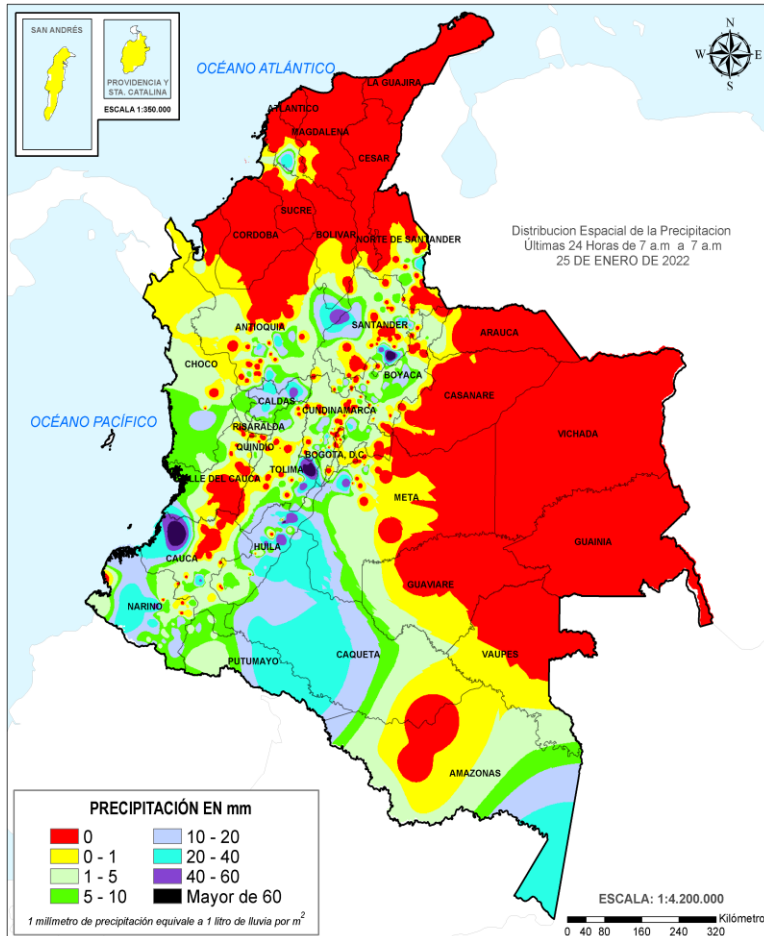 SAN ANDRÉS
PROVIDENCIA Y
STA. CATALINA
ESCALA 1:350.000
OCÉANO ATLÁNTICO
N
W
E
S
LA GUAJIRA
ATLANTICO
MAGDALENA
CESAR
SUCRE
CORDOBA
BOLIVAR
NORTE DE SANTANDER
Distribucion Espacial de la Precipitacion
Últimas 24 Horas de 7 a.m a 7 a.m
25 DE ENERO DE 2022
ANTIOQUIA
SANTANDER
ARAUCA
CHOCO
BOYACA
CASANARE
CALDAS
CUNDINAMARCA
OCÉANO PACÍFICO
RISARALDA
VICHADA
QUINDIO
BOGOTA, D.C.
TOLIMA
VALLE DEL CAUCA
META
GUAINIA
CAUCA
HUILA
GUAVIARE
NARIÑO
PUTUMAYO
CAQUETA
VAUPES
AMAZONAS
PRECIPITACIÓN EN mm
0
10 - 20
0 - 1
20 - 40
1 - 5
40 - 60
5 - 10
Mayor de 60
1 milímetro de precipitación equivale a 1 litro de lluvia por m²
ESCALA: 1:4.200.000
Kilómetros
0 40 80 160 240 320